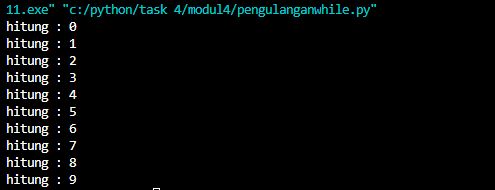 11.exe" "c:/python/task 4/modul4/pengulanganwhile.py"
hitung : 0
hitung : 1
hitung : 2
hitung : 3
hitung : 4
hitung : 5
hitung : 6
hitung : 7
hitung : 8
hitung : 9